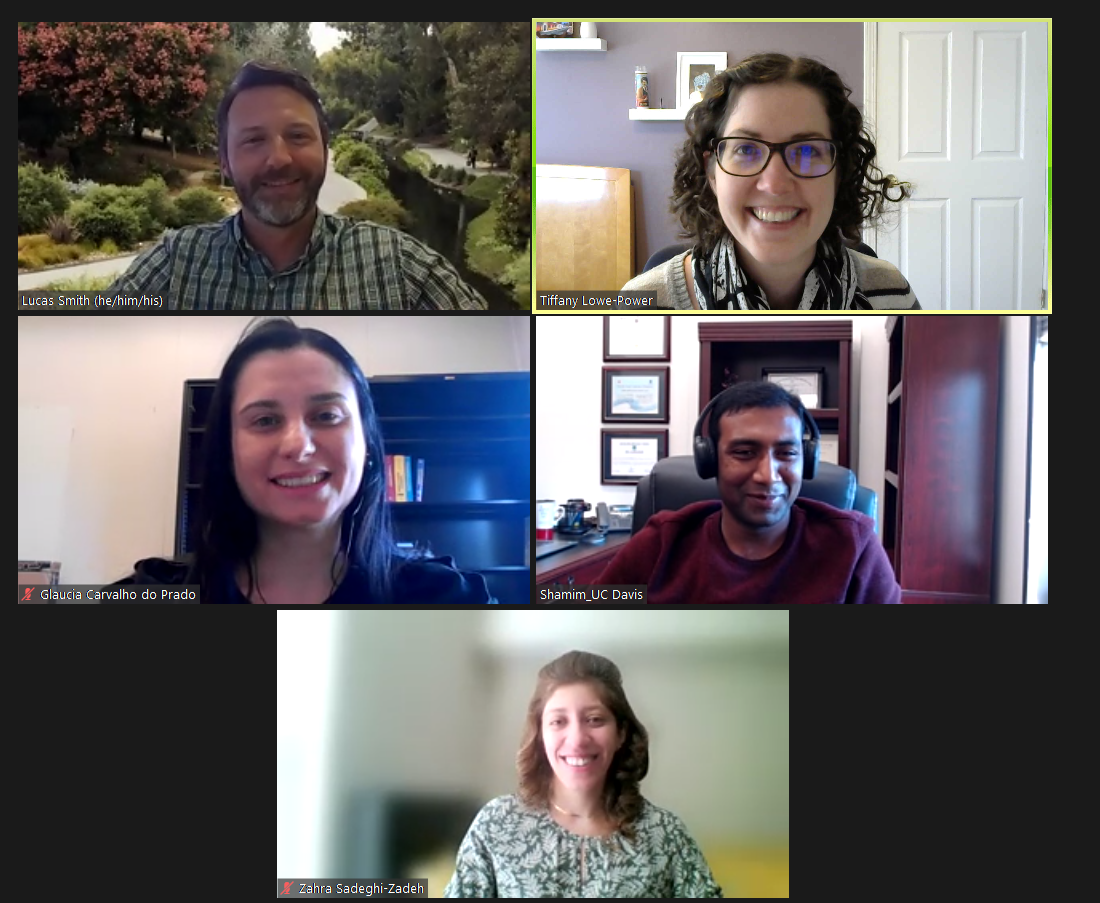 Lucas Smith (he/him/his)
Tiffany Lowe-Power
Glaucia Carvalho do Prado
Shamim_UC Davis
Zahra Sadeghi-Zadeh